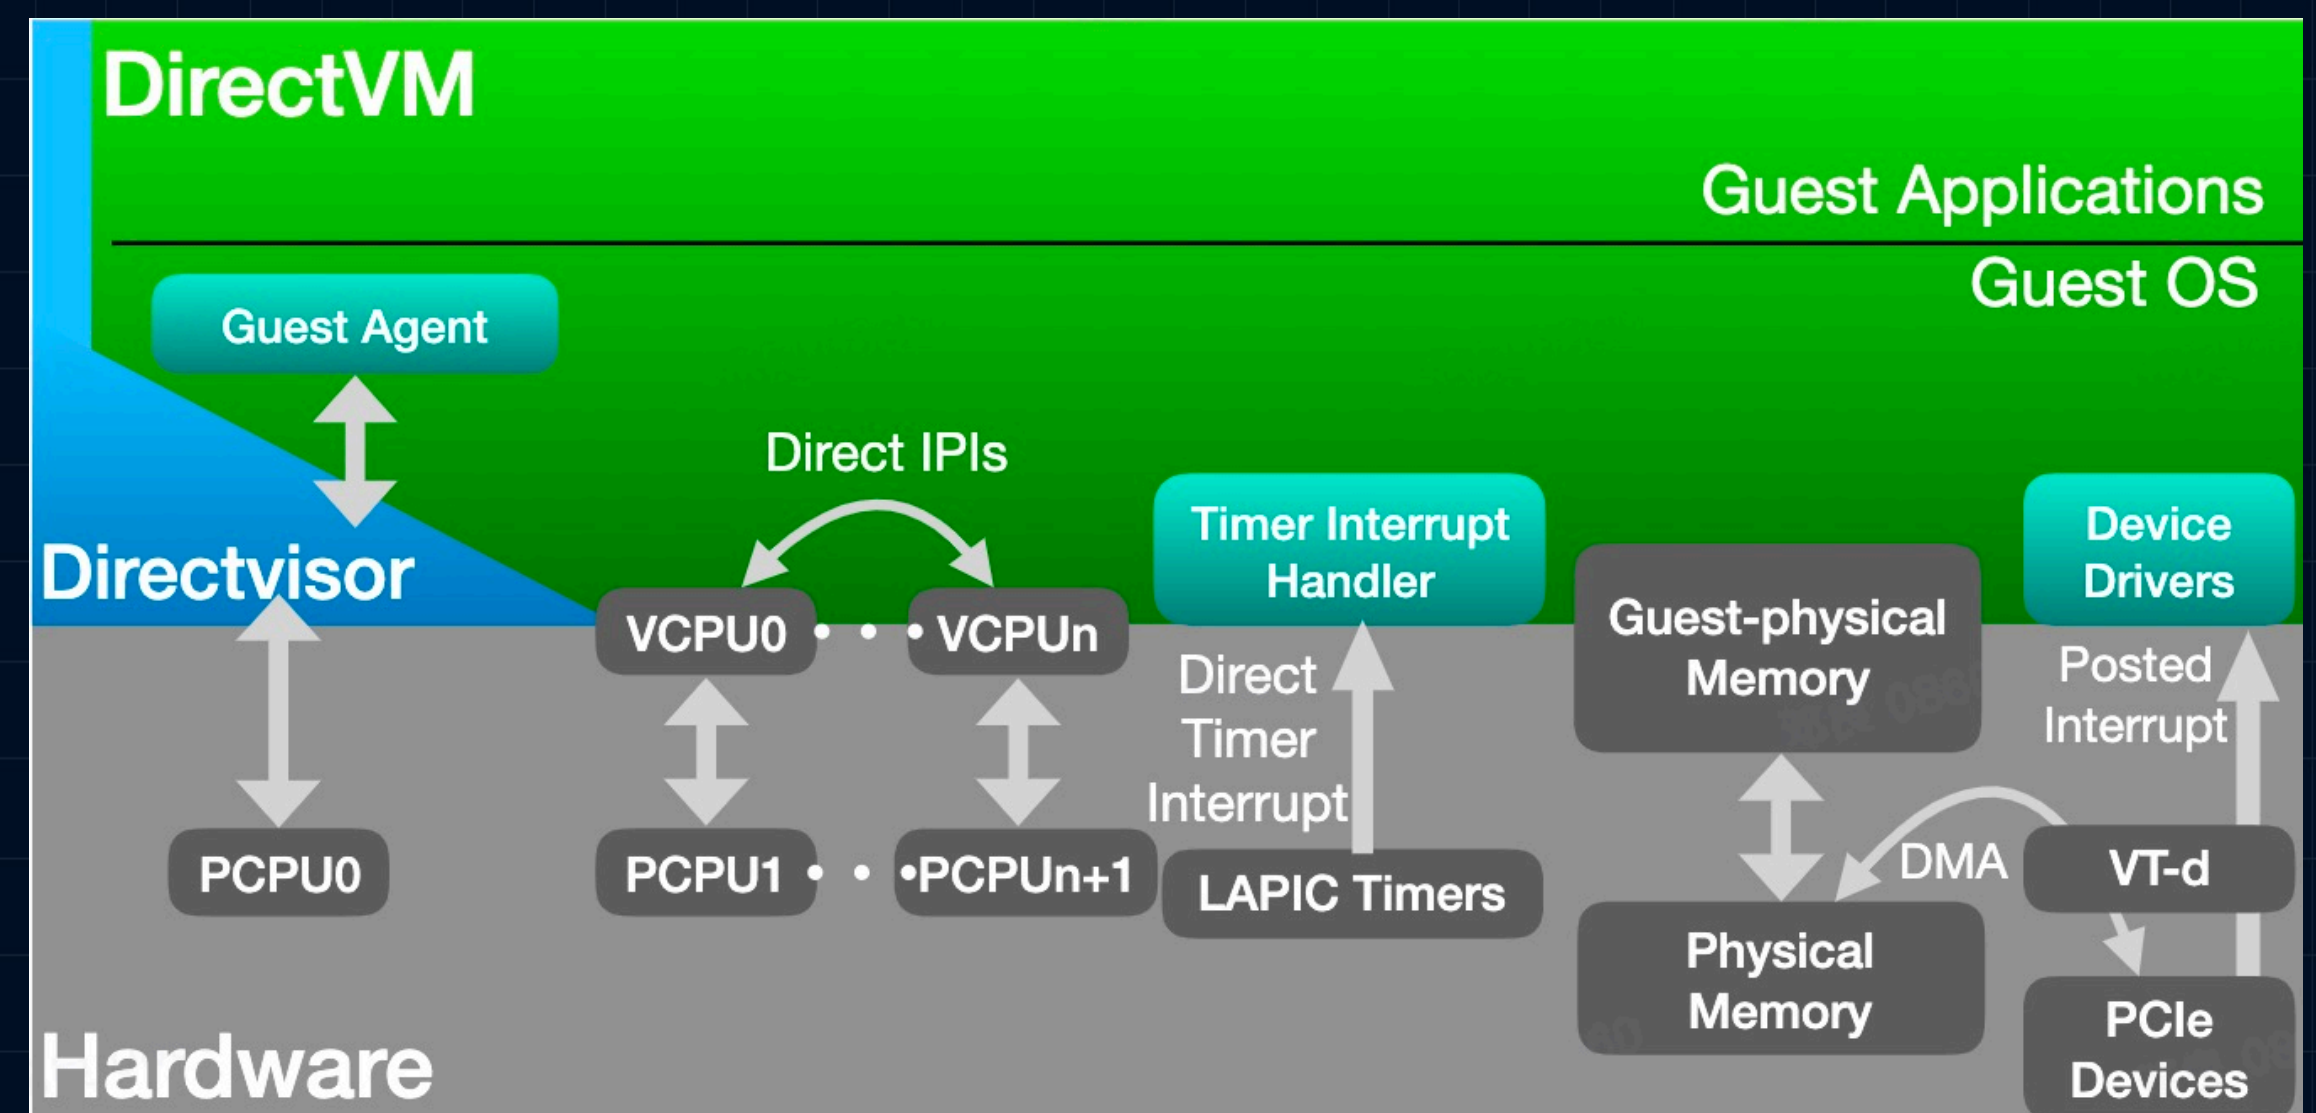 DirectVM
Guest Applications
Guest OS
Guest Agent
Direct IPIs
Directvisor
VCPU0
VCPUn
Timer Interrupt
Handler
Guest-physical
Memory
Device
Drivers
Direct
Timer
Interrupt
Posted
Interrupt
PCPU0
PCPU1
PCPUn+1
LAPIC Timers
DMA
VT-d
Physical
Memory
PCIe
Devices
Hardware